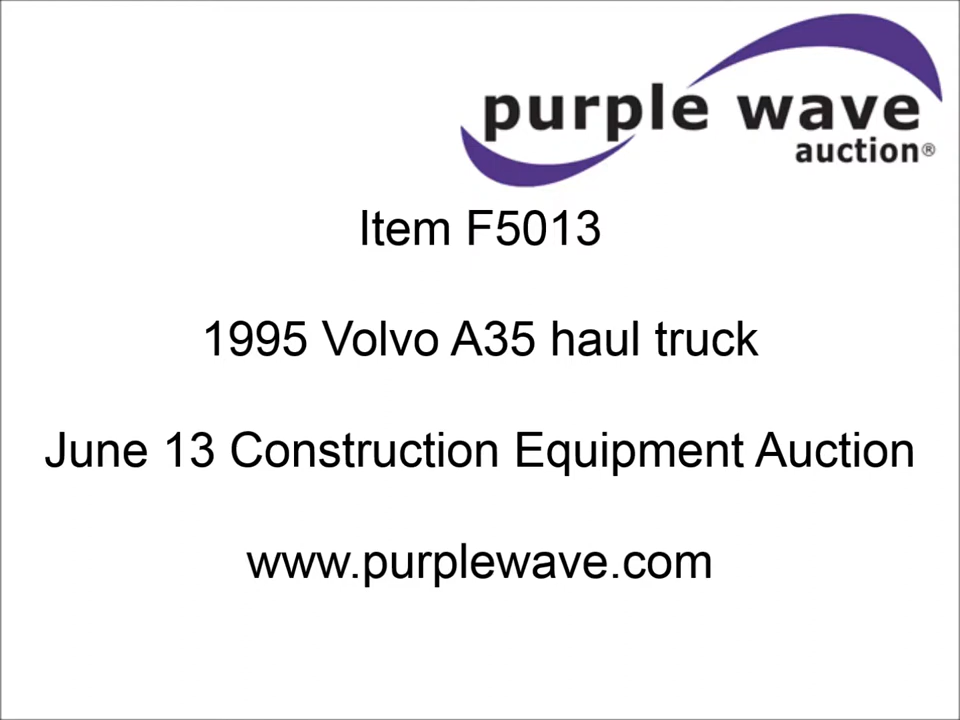 purple wave
auction®
Item F5013
1995 Volvo A35 haul truck
June 13 Construction Equipment Auction
www.purplewave.com